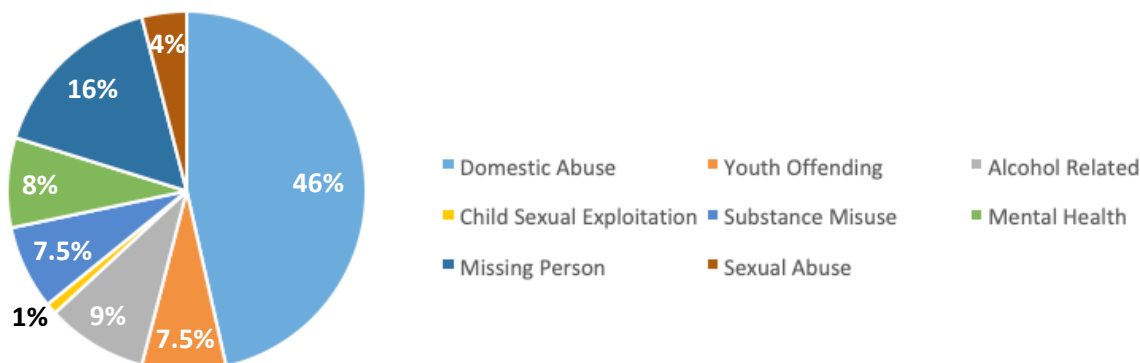 4%
16%
46%
8%
7.5%
1%
9%
7.5%
Domestic Abuse
Youth Offending
Alcohol Related
Child Sexual Exploitation
Substance Misuse
Mental Health
Missing Person
Sexual Abuse